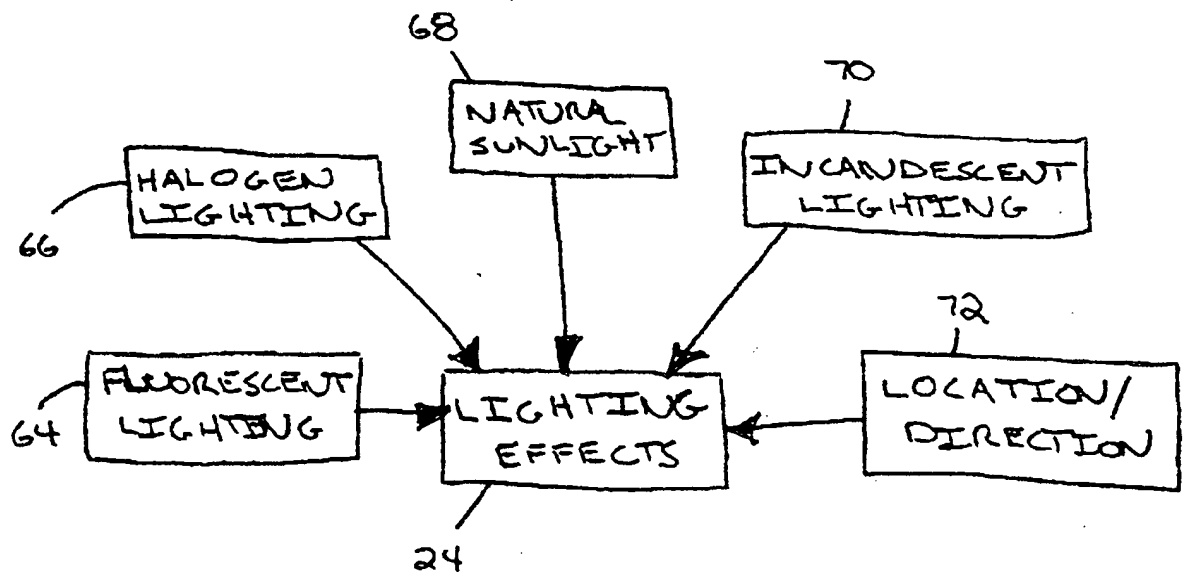 68
NATURAL
SUNLIGHT
70
INCANDESCENT
LIGHTING
HALOGEN
LIGHTING
66
72
LOCATION/
DIRECTION
FLUORESCENT
LIGHTING
64
LIGHTING
EFFECTS
24